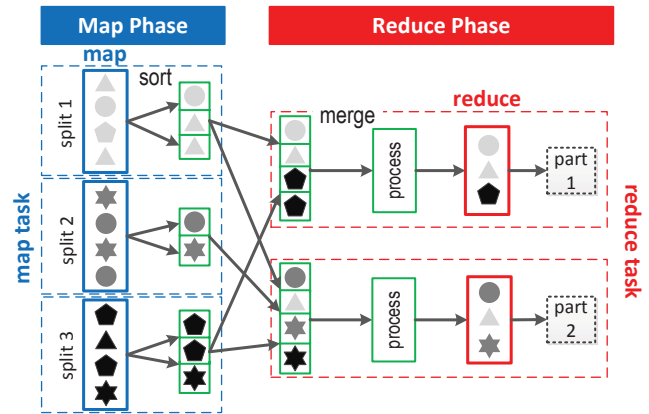 Map Phase
Reduce Phase
map
sort
split 1
split 2
split 3
map task
merge
reduce
process
part
1
process
part
2
reduce task